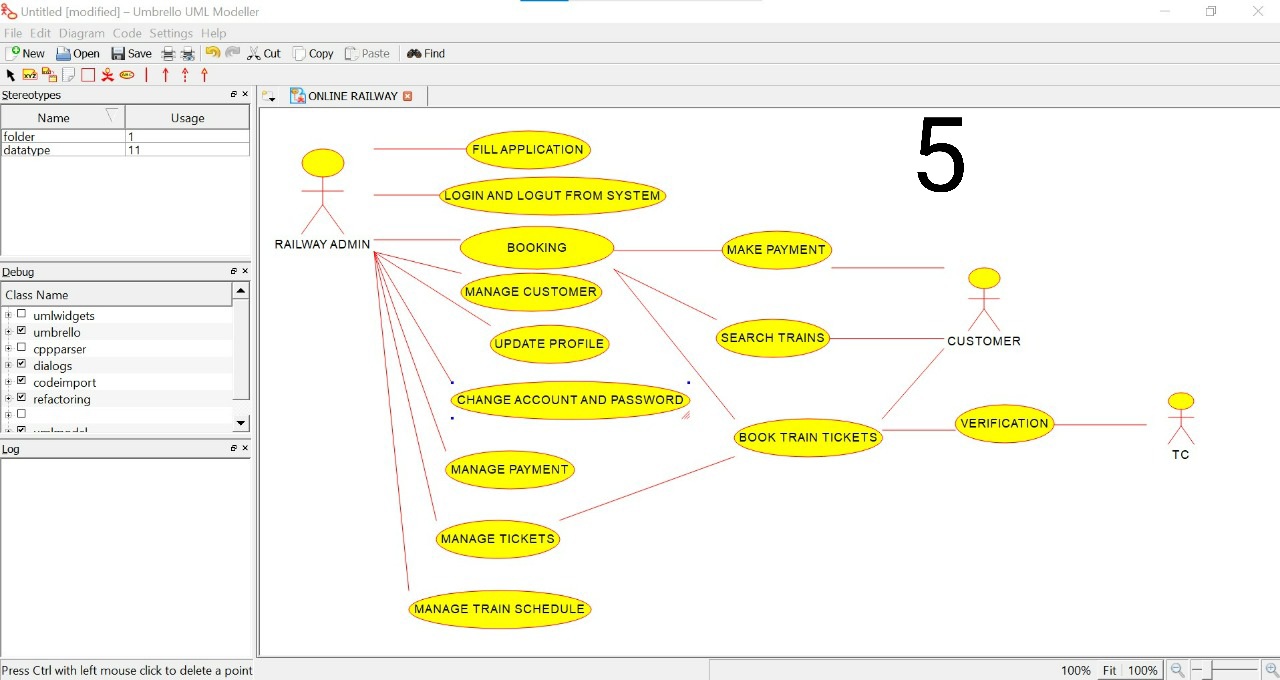 Untitled [modified] – Umbrello UML Modeller
File Edit Diagram Code Settings Help
New Open Save Cut Copy Paste Find
Stereotypes
Name Usage
folder 1
datatype 11
Debug
Class Name
umlwidgets
umbrello
cppparser
dialogs
codeimport
refactoring
Log
Press Ctrl with left mouse click to delete a point
ONLINE RAILWAY
5
FILL APPLICATION
LOGIN AND LOGUT FROM SYSTEM
RAILWAY ADMIN
BOOKING
MAKE PAYMENT
MANAGE CUSTOMER
SEARCH TRAINS
CUSTOMER
UPDATE PROFILE
CHANGE ACCOUNT AND PASSWORD
BOOK TRAIN TICKETS
VERIFICATION
TC
MANAGE PAYMENT
MANAGE TICKETS
MANAGE TRAIN SCHEDULE
100% Fit 100%